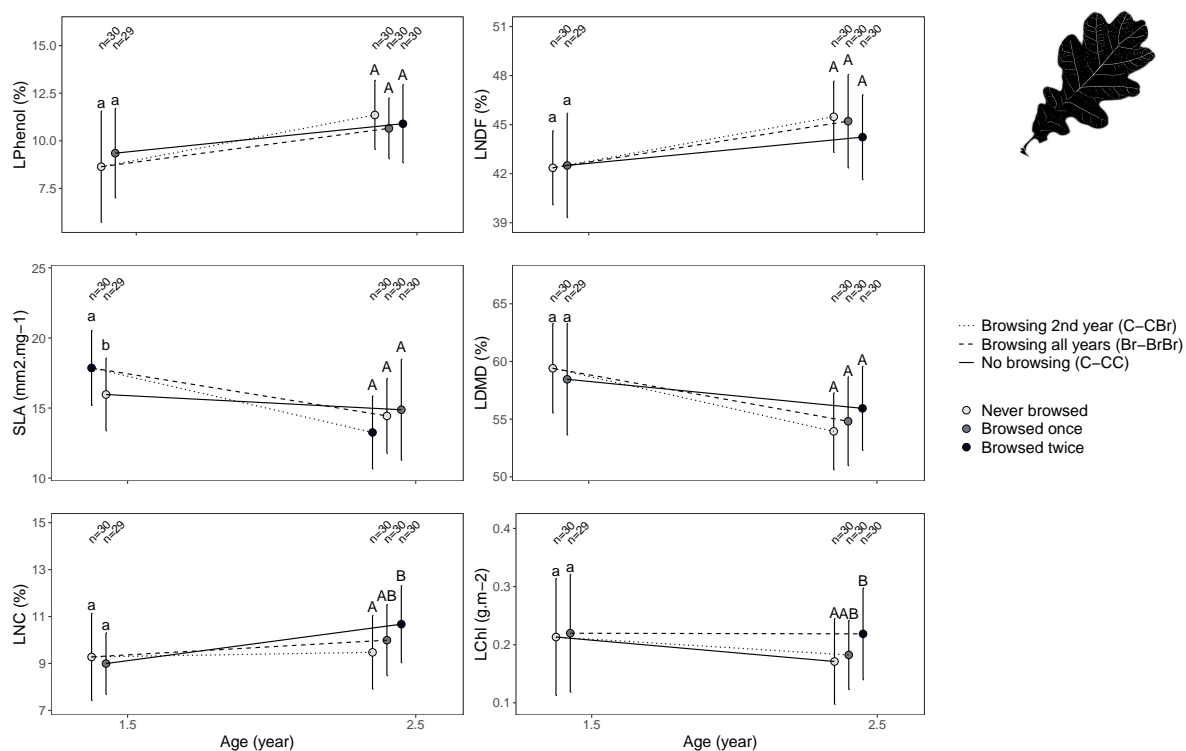 n=30 n=29 n=30 n=30 n=30
15.0
12.5
10.0
7.5
LPhenol (%)
a a A A A
n=30 n=29 n=30 n=30 n=30
51
48
45
42
39
LNDF (%)
a a A A A
n=30 n=29 n=30 n=30 n=30
25
20
15
10
SLA (mm2.mg−1)
a b A A A
n=30 n=29 n=30 n=30 n=30
65
60
55
50
LDMD (%)
a a A A A
Browsing 2nd year (C−CBr)
Browsing all years (Br−BrBr)
No browsing (C−CC)
Never browsed
Browsed once
Browsed twice
n=30 n=29 n=30 n=30 n=30
15
13
11
9
7
LNC (%)
a a A AB B
1.5 2.5
Age (year)
n=30 n=29 n=30 n=30 n=30
0.4
0.3
0.2
0.1
LChl (g.m−2)
a a A AB B
1.5 2.5
Age (year)